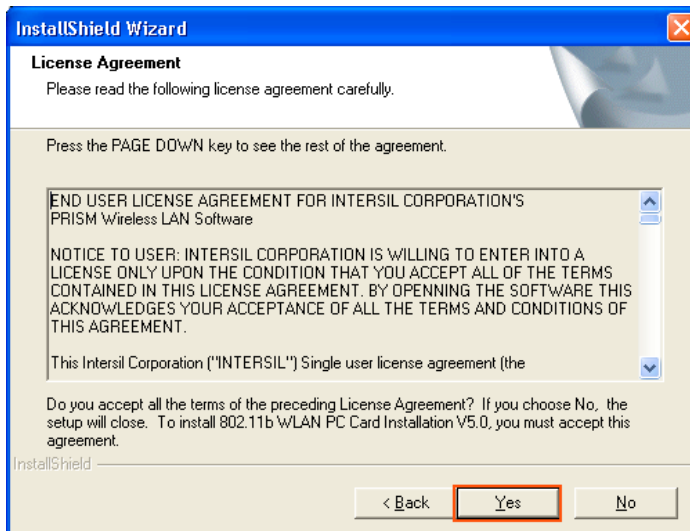 InstallShield Wizard
License Agreement
Please read the following license agreement carefully.
Press the PAGE DOWN key to see the rest of the agreement.
END USER LICENSE AGREEMENT FOR INTERSIL CORPORATION'S
PRISM Wireless LAN Software
NOTICE TO USER: INTERSIL CORPORATION IS WILLING TO ENTER INTO A
LICENSE ONLY UPON THE CONDITION THAT YOU ACCEPT ALL OF THE TERMS
CONTAINED IN THIS LICENSE AGREEMENT. BY OPENNING THE SOFTWARE THIS
ACKNOWLEDGES YOUR ACCEPTANCE OF ALL THE TERMS AND CONDITIONS OF
THIS AGREEMENT.
This Intersil Corporation ("INTERSIL") Single user license agreement (the
Do you accept all the terms of the preceding License Agreement? If you choose No, the
setup will close. To install 802.11b WLAN PC Card Installation V5.0, you must accept this
agreement.
InstallShield
< Back Yes No